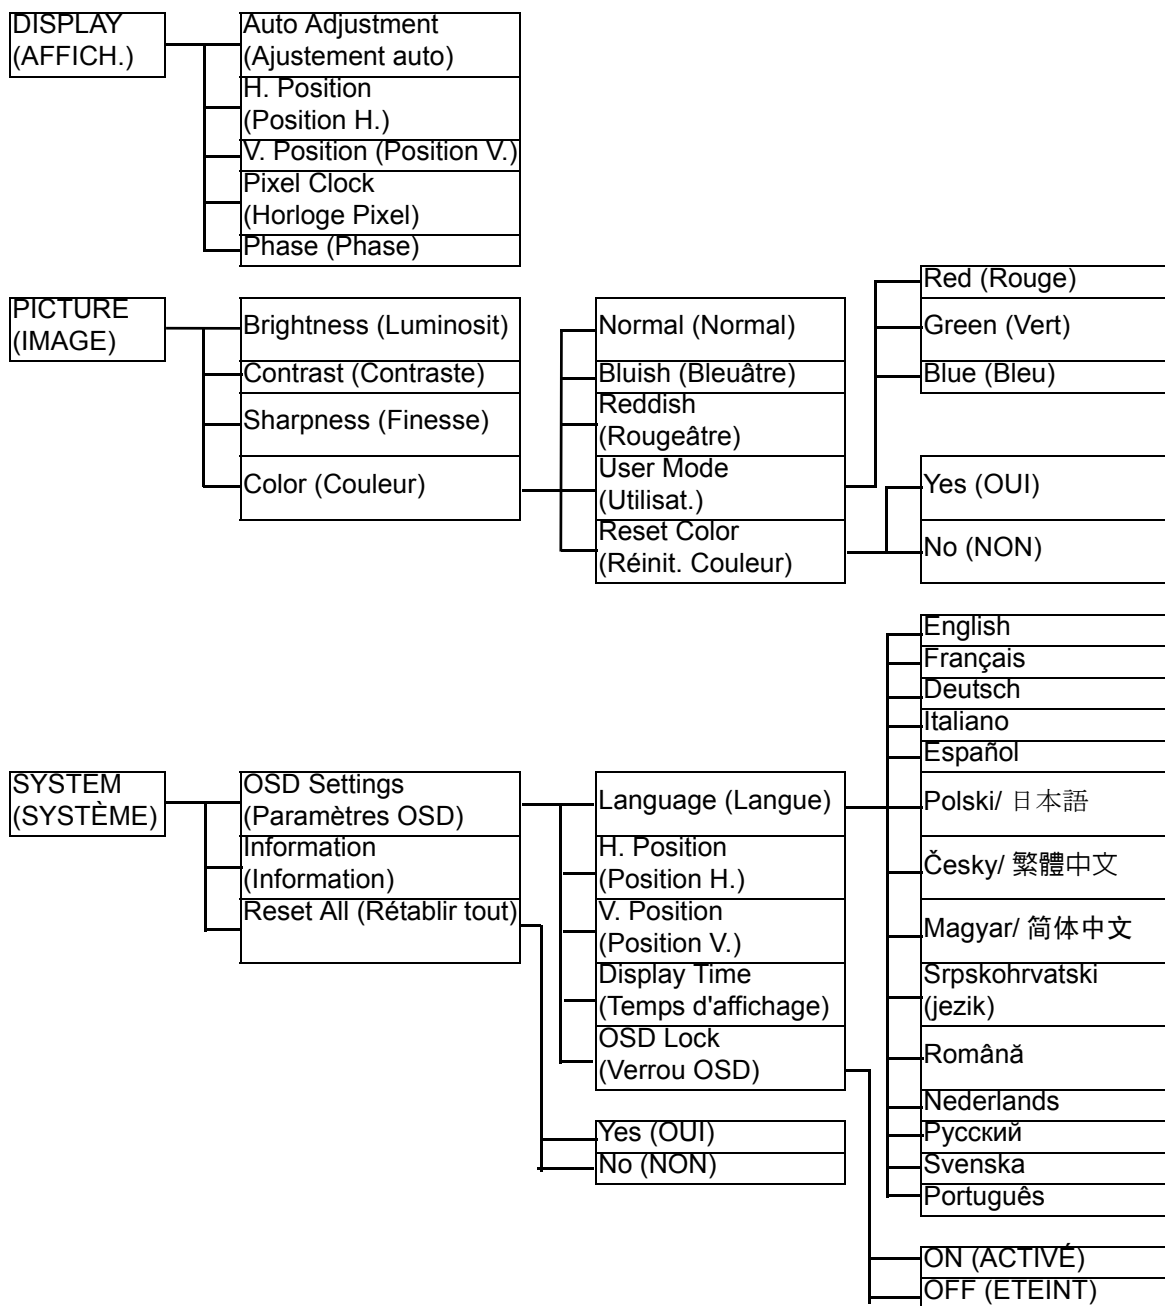 DISPLAY
(AFFICH.)
Auto Adjustment
(Ajustement auto)
H. Position
(Position H.)
V. Position (Position V.)
Pixel Clock
(Horloge Pixel)
Phase (Phase)
PICTURE
(IMAGE)
Brightness (Luminosit)
Contrast (Contraste)
Sharpness (Finesse)
Color (Couleur)
Normal (Normal)
Bluish (Bleuâtre)
Reddish
(Rougeâtre)
User Mode
(Utilisat.)
Reset Color
(Réinit. Couleur)
Red (Rouge)
Green (Vert)
Blue (Bleu)
Yes (OUI)
No (NON)
SYSTEM
(SYSTÈME)
OSD Settings
(Paramètres OSD)
Information
(Information)
Reset All (Rétablir tout)
Language (Langue)
H. Position
(Position H.)
V. Position
(Position V.)
Display Time
(Temps d'affichage)
OSD Lock
(Verrou OSD)
Yes (OUI)
No (NON)
English
Français
Deutsch
Italiano
Español
Polski/ 日本語
Česky/ 繁體中文
Magyar/ 简体中文
Srpskohrvatski
(jezik)
Română
Nederlands
Русский
Svenska
Português
ON (ACTIVÉ)
OFF (ETEINT)